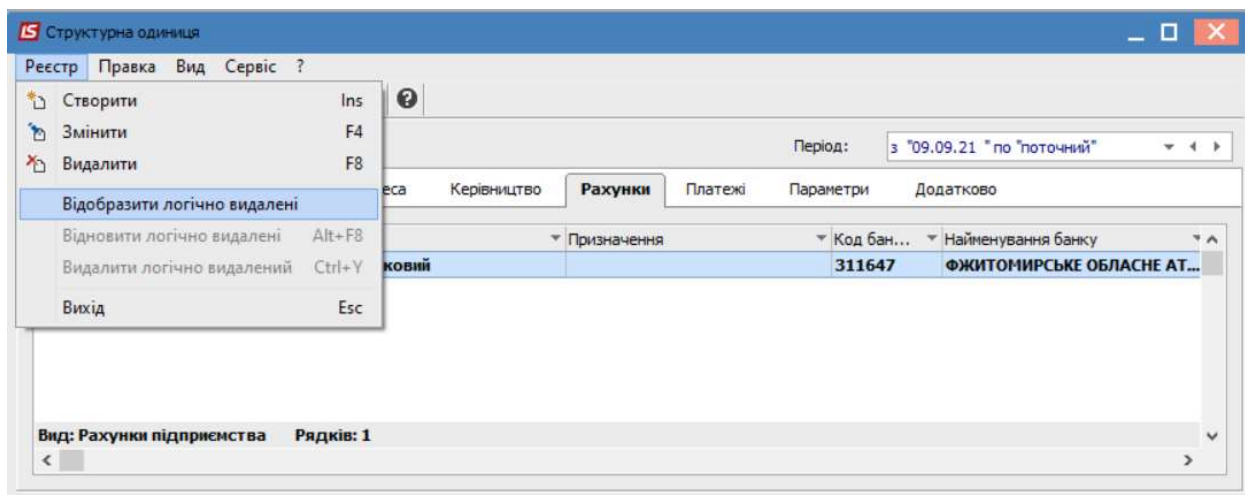 Структурна одиниця
Реєстр Правка Вид Сервіс ?
Створити Ins
Змінити F4
Видалити F8
Відобразити логічно видалені
Відновити логічно видалені Alt+F8
Видалити логічно видалений Ctrl+Y
Вихід Esc
Період: з "09.09.21 " по "поточний"
еса Керівництво Рахунки Платежі Параметри Додатково
Призначення Код бан... Найменування банку
ковий 311647 ФЖИТОМИРСЬКЕ ОБЛАСНЕ АТ...
Вид: Рахунки підприємства Рядків: 1